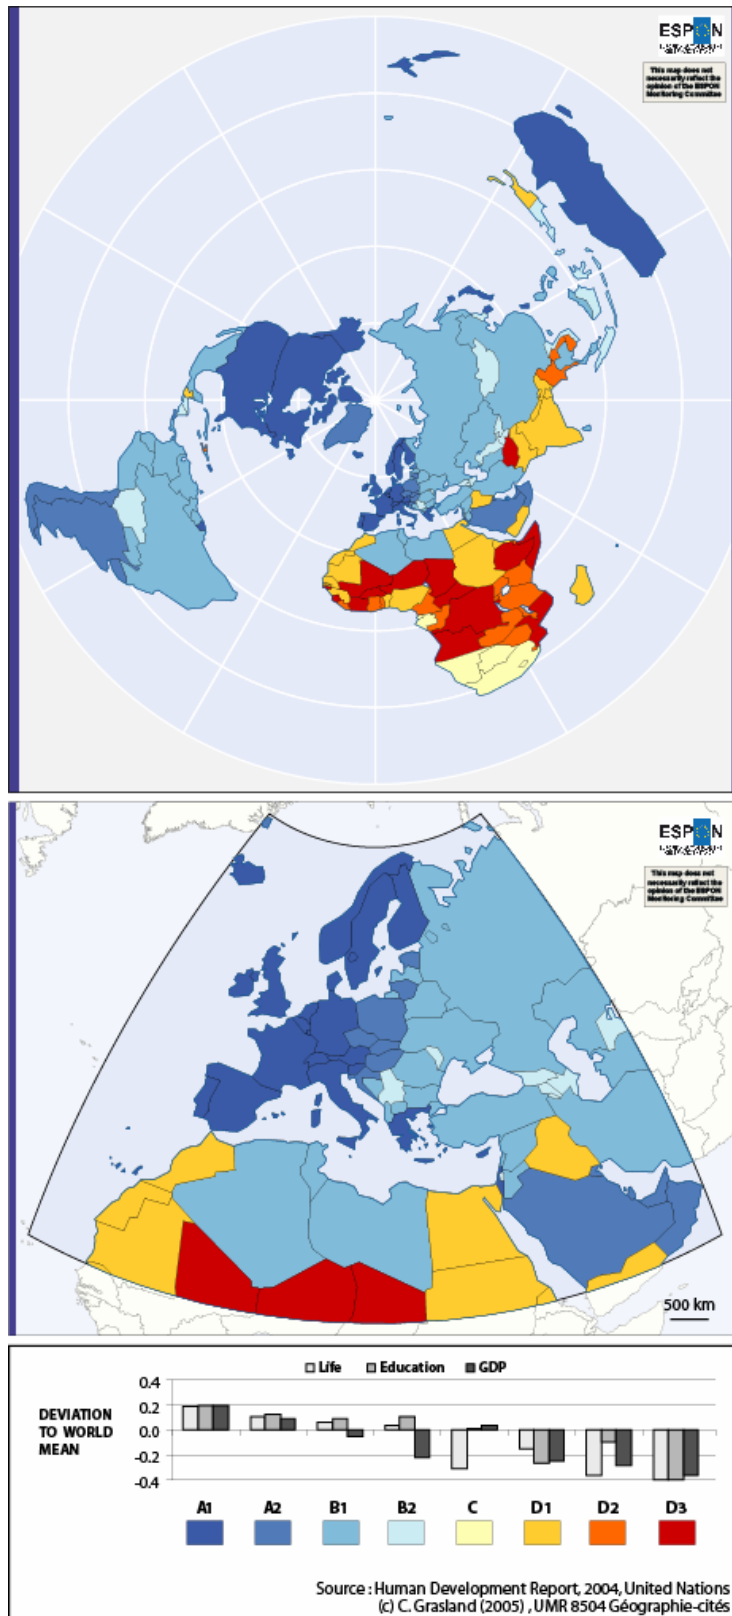 ESPON
This map does not
necessarily reflect the
opinion of the ESPON
Monitoring Committee
ESPON
This map does not
necessarily reflect the
opinion of the ESPON
Monitoring Committee
500 km
Life Education GDP
DEVIATION
TO WORLD
MEAN
0.4
0.2
0.0
-0.2
-0.4
A1 A2 B1 B2 C D1 D2 D3
Source : Human Development Report, 2004, United Nations
(c) C. Grasland (2005) , UMR 8504 Géographie-cités